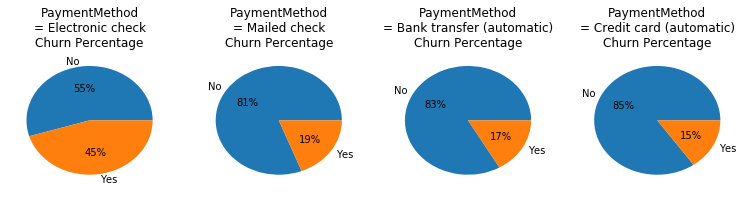 PaymentMethod
= Electronic check
Churn Percentage
No
55%
45%
Yes
PaymentMethod
= Mailed check
Churn Percentage
No
81%
19%
Yes
PaymentMethod
= Bank transfer (automatic)
Churn Percentage
No
83%
17%
Yes
PaymentMethod
= Credit card (automatic)
Churn Percentage
No
85%
15%
Yes